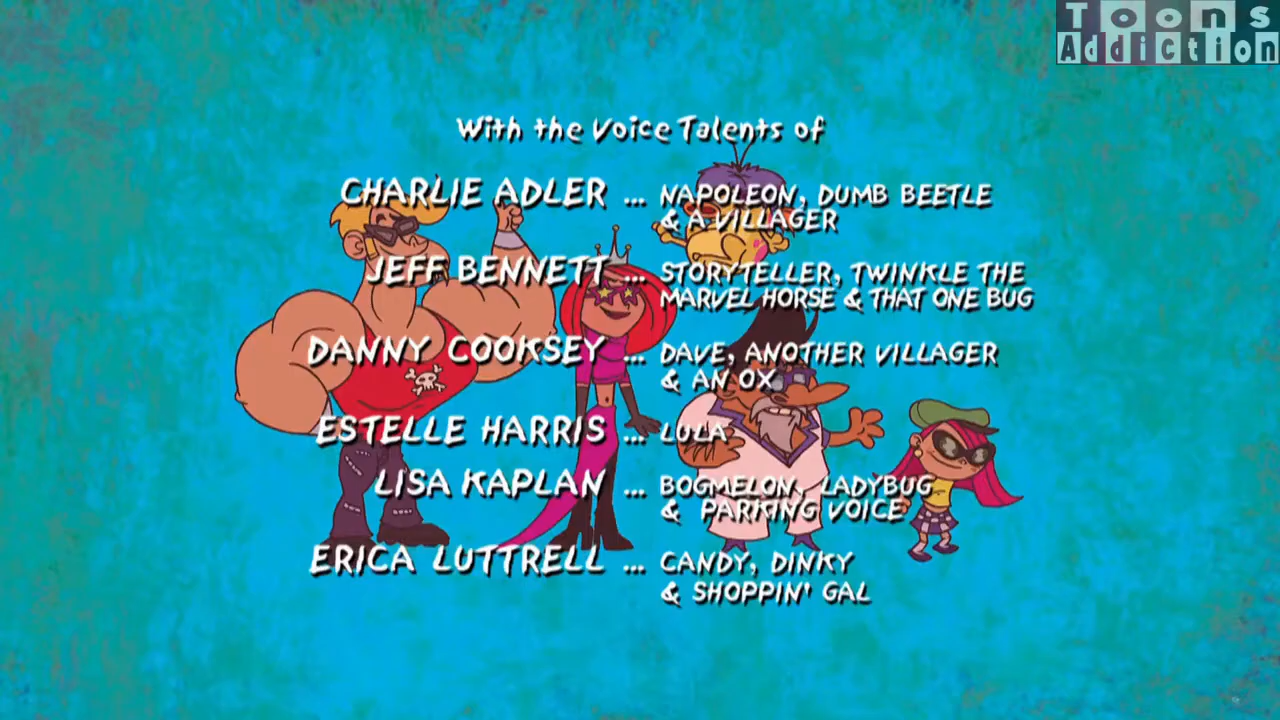 Toons
Addiction
With the Voice Talents of
CHARLIE ADLER ... NAPOLEON, DUMB BEETLE
& A VILLAGER
JEFF BENNETT ... STORYTELLER, TWINKLE THE
MARVEL HORSE & THAT ONE BUG
DANNY COOKSEY ... DAVE, ANOTHER VILLAGER
& AN OX
ESTELLE HARRIS ... LULA
LISA KAPLAN ... BOGMELON, LADYBUG
& PARKING VOICE
ERICA LUTTRELL ... CANDY, DINKY
& SHOPPIN' GAL